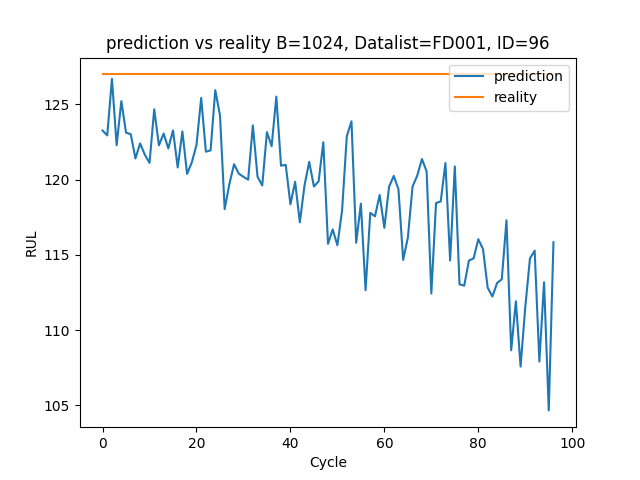 prediction vs reality B=1024, Datalist=FD001, ID=96
prediction
reality
125
120
115
110
105
RUL
0 20 40 60 80 100
Cycle